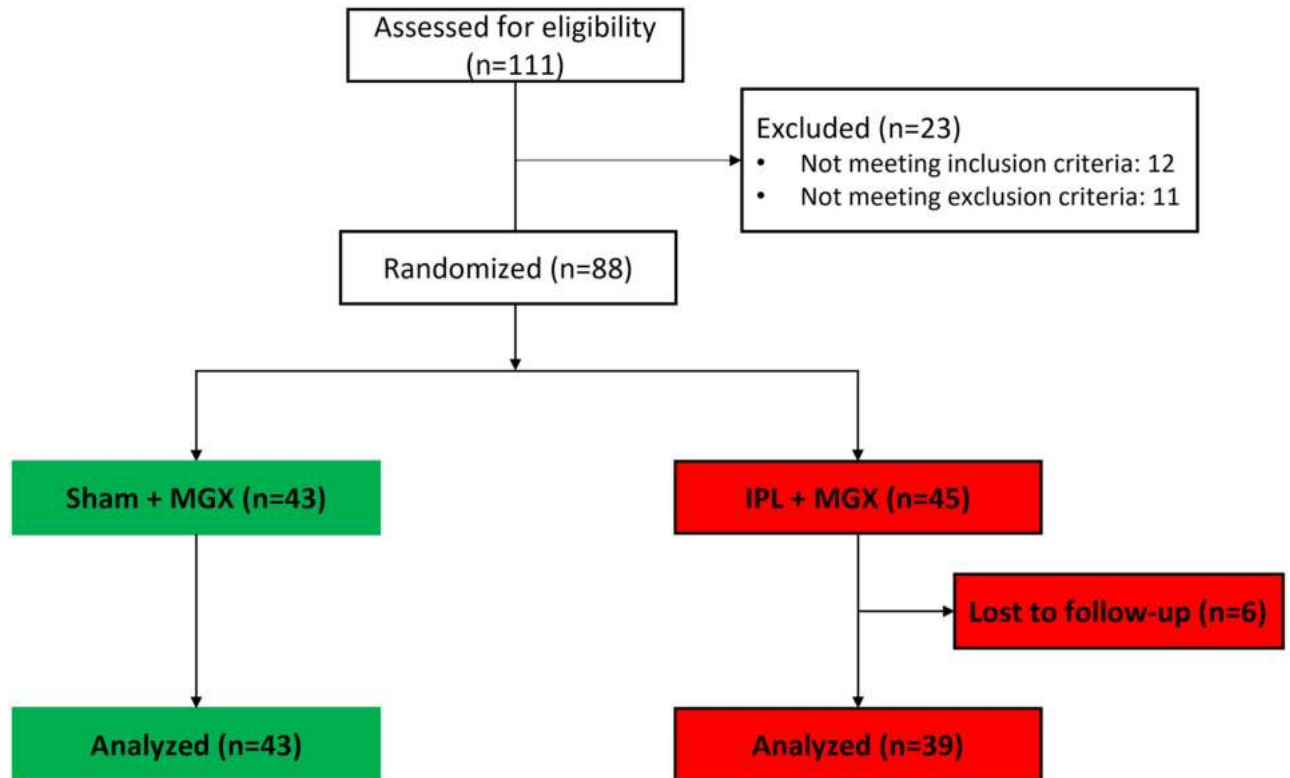 Assessed for eligibility
(n=111)
Excluded (n=23)
• Not meeting inclusion criteria: 12
• Not meeting exclusion criteria: 11
Randomized (n=88)
Sham + MGX (n=43)
IPL + MGX (n=45)
Lost to follow-up (n=6)
Analyzed (n=43)
Analyzed (n=39)